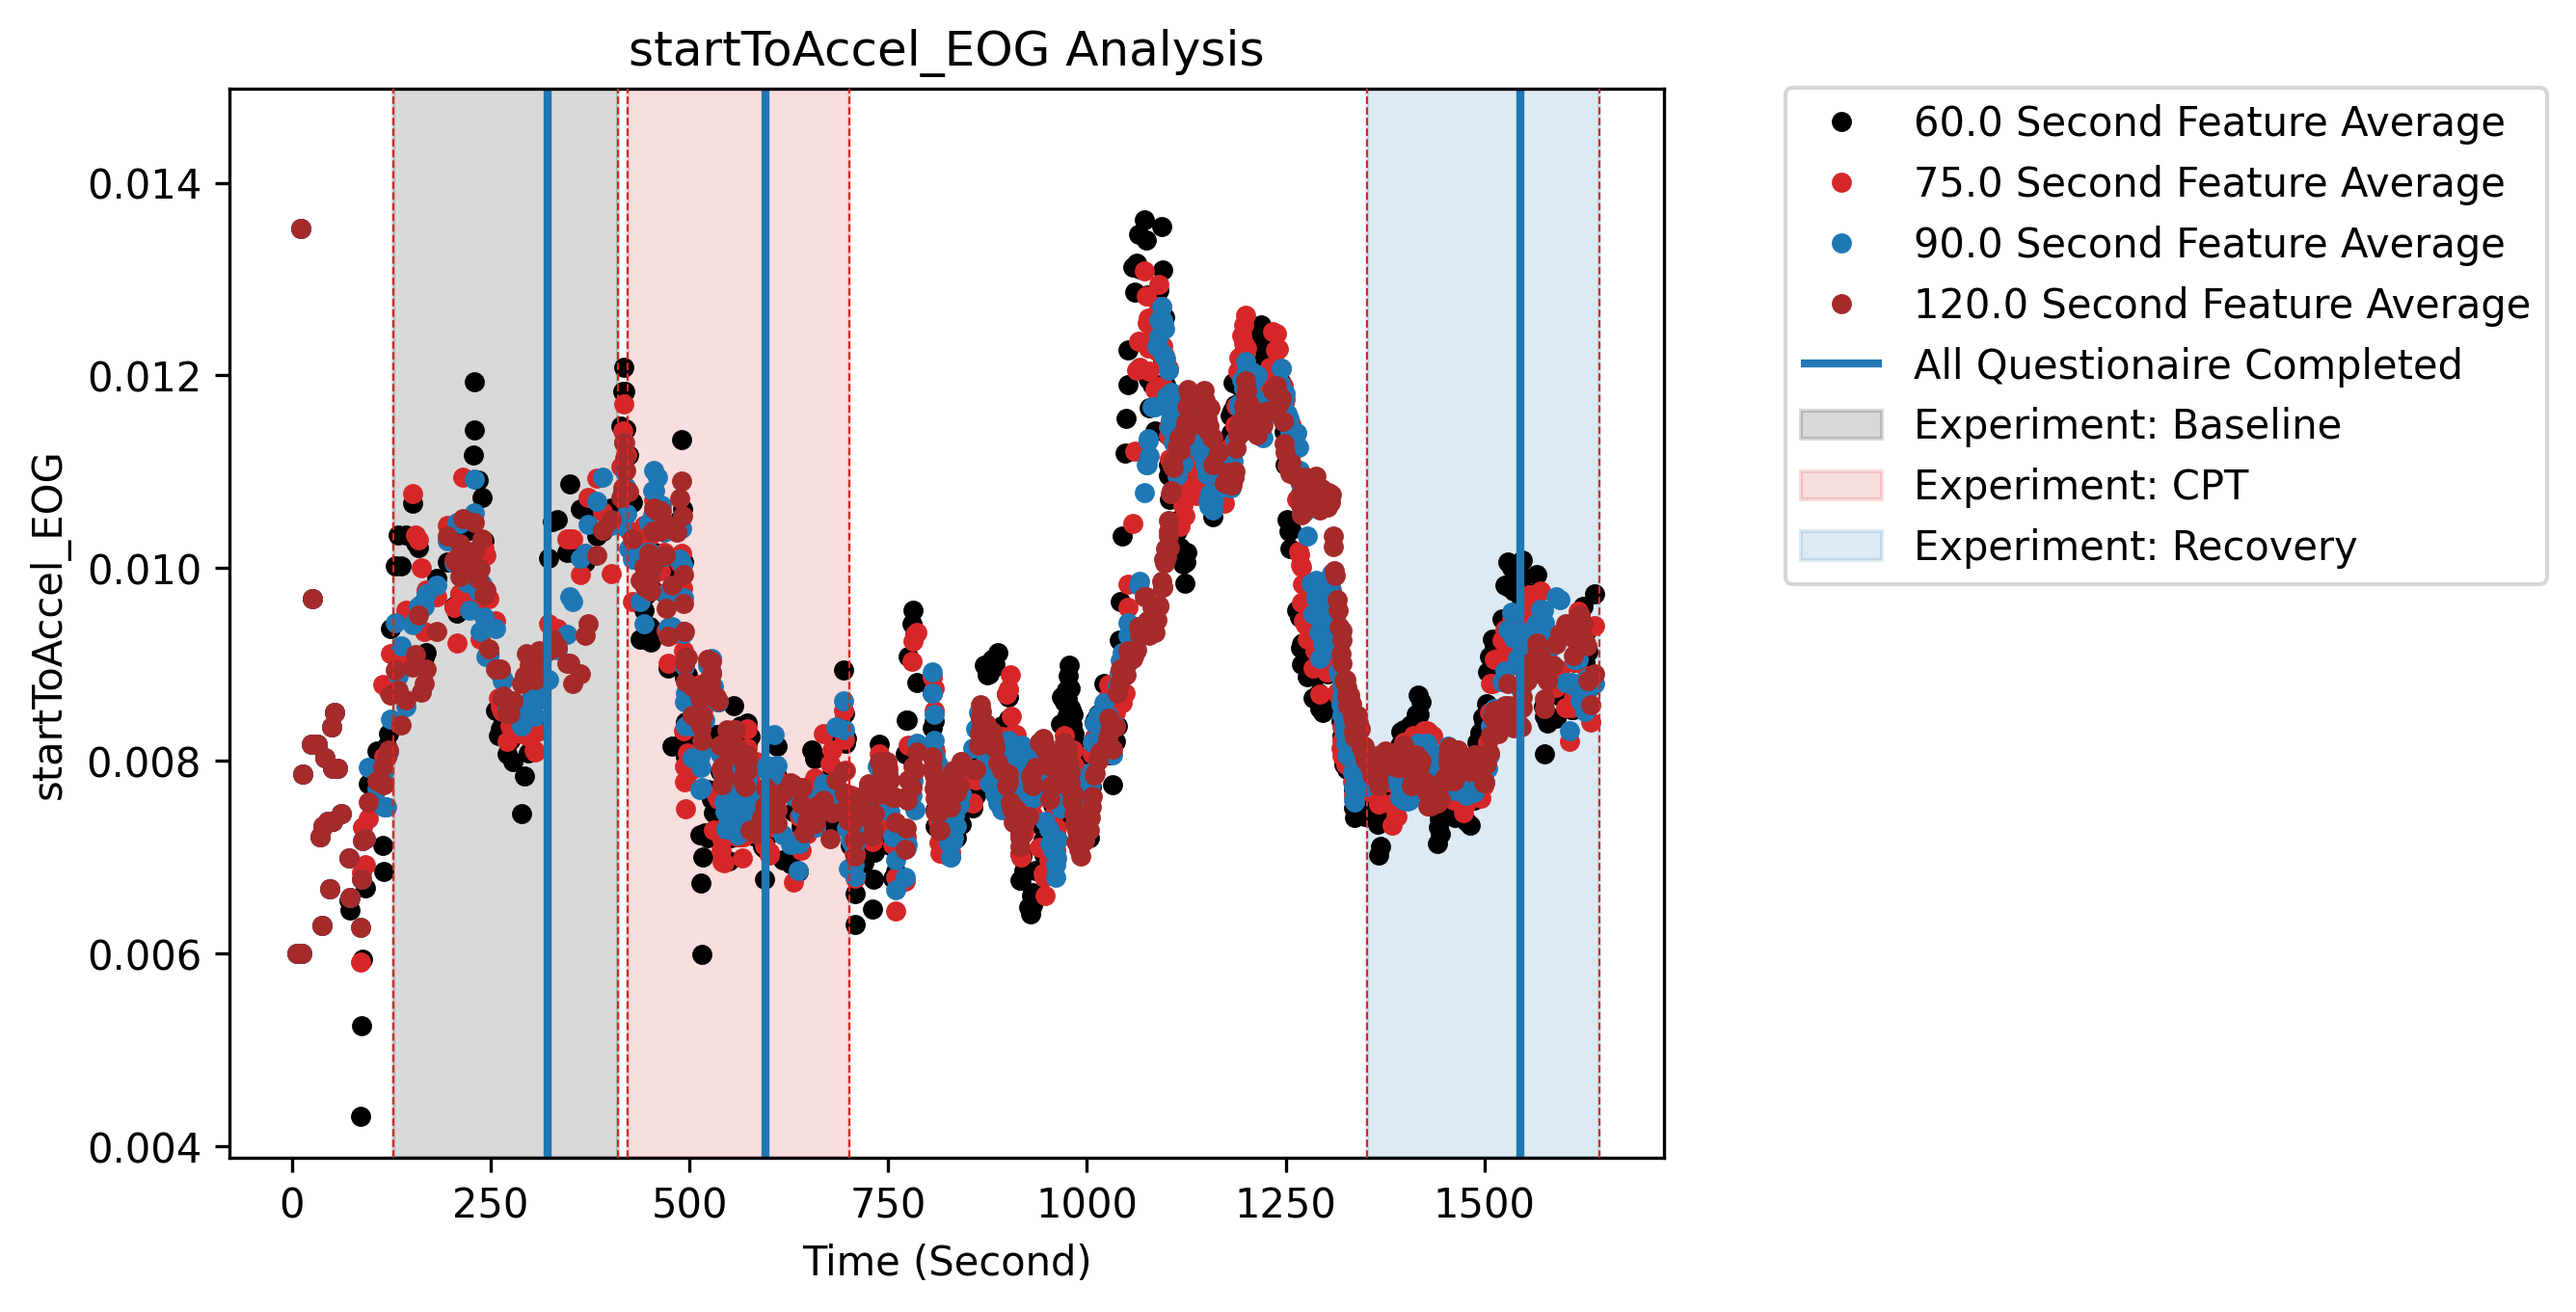 startToAccel_EOG Analysis
0.014
0.012
0.010
0.008
0.006
0.004
startToAccel_EOG
0 250 500 750 1000 1250 1500
Time (Second)
60.0 Second Feature Average
75.0 Second Feature Average
90.0 Second Feature Average
120.0 Second Feature Average
All Questionaire Completed
Experiment: Baseline
Experiment: CPT
Experiment: Recovery